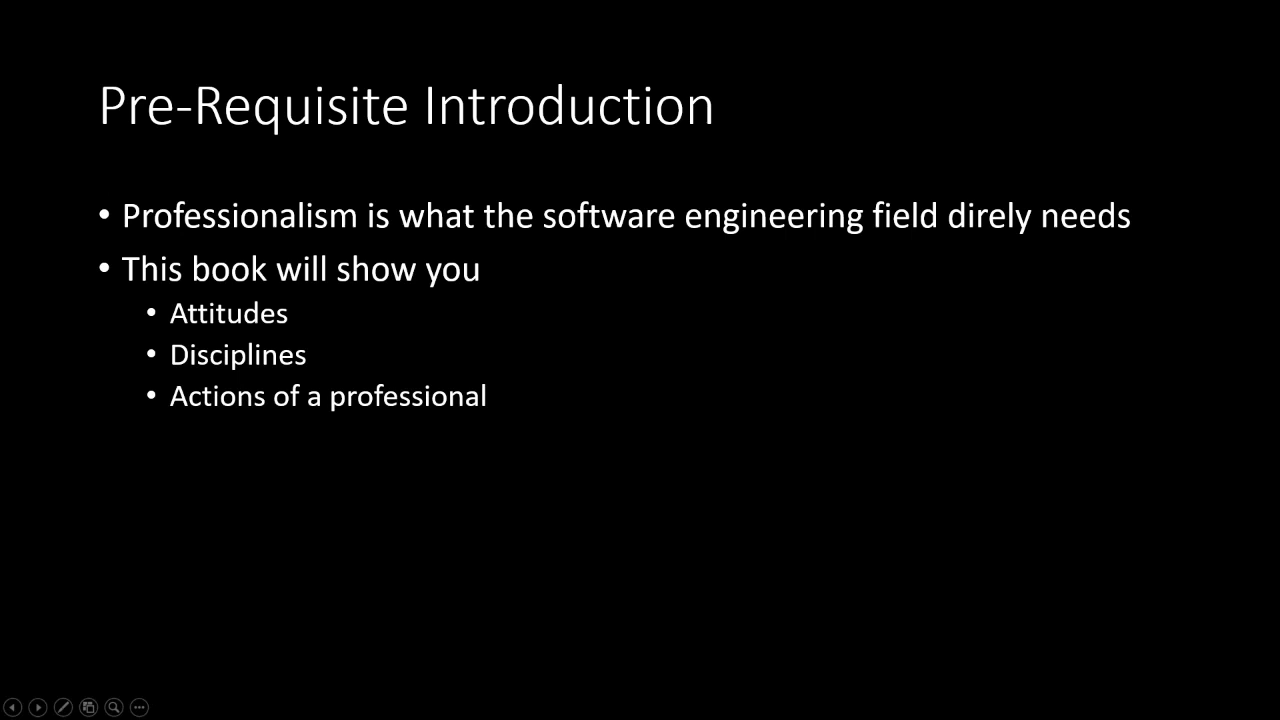 Pre-Requisite Introduction
• Professionalism is what the software engineering field direly needs
• This book will show you
• Attitudes
• Disciplines
• Actions of a professional